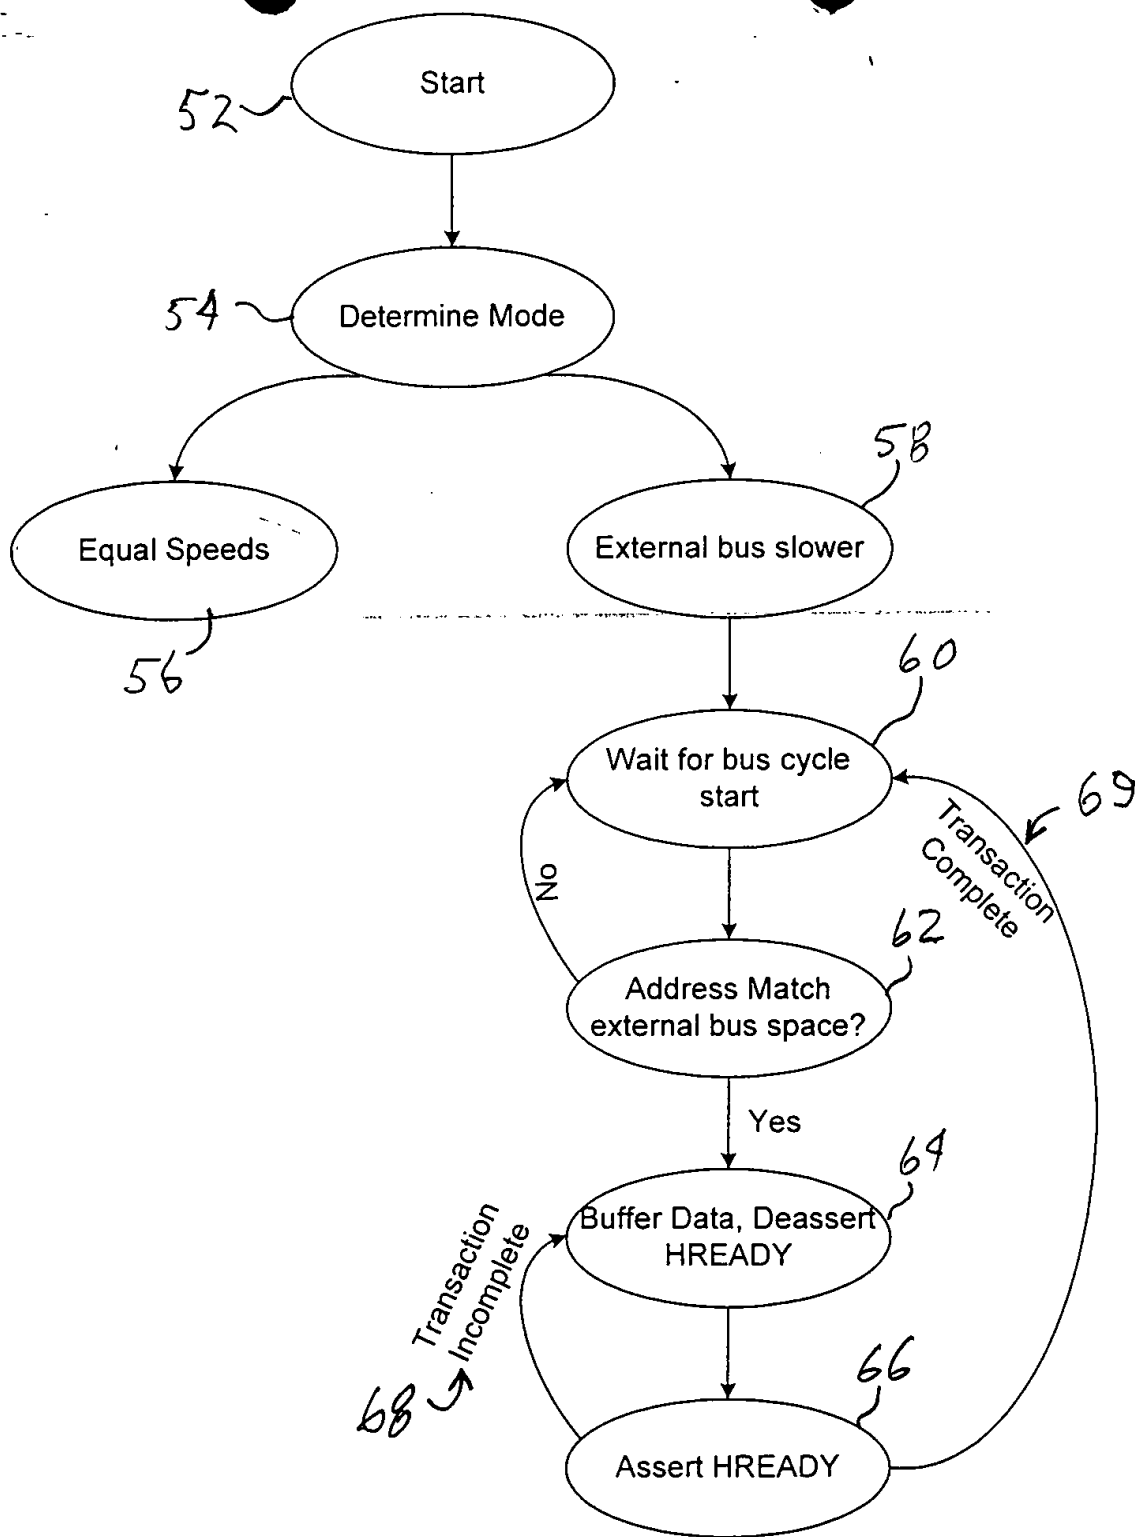 Start
52
Determine Mode
54
58
Equal Speeds
External bus slower
56
60
Wait for bus cycle
start
69
Transaction
Complete
No
62
Address Match
external bus space?
Yes
64
Buffer Data, Deassert
HREADY
Transaction
Incomplete
68
66
Assert HREADY